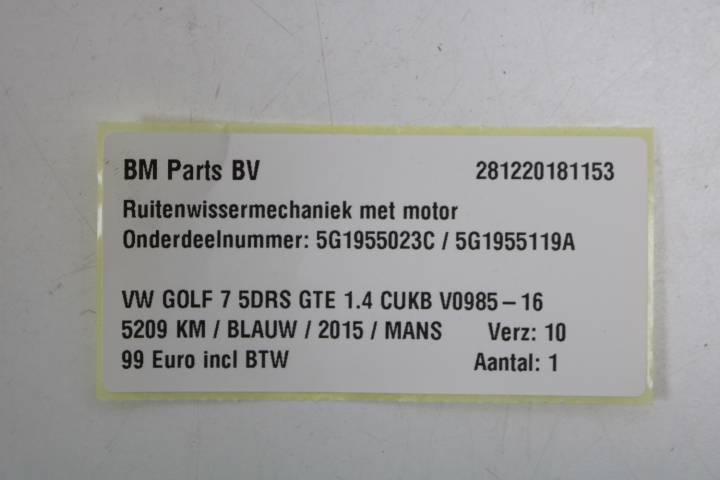 BM Parts BV 281220181153
Ruitenwissermechaniek met motor
Onderdeelnummer: 5G1955023C / 5G1955119A
VW GOLF 7 5DRS GTE 1.4 CUKB V0985 – 16
5209 KM / BLAUW / 2015 / MANS Verz: 10
99 Euro incl BTW Aantal: 1